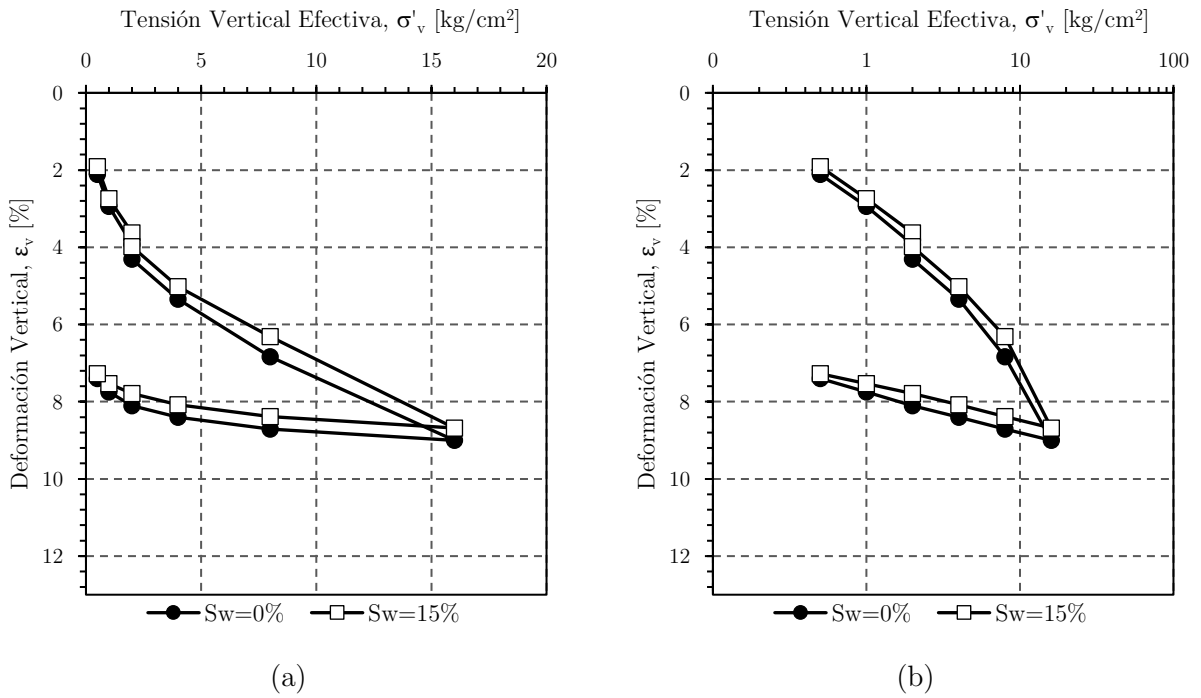 Tensión Vertical Efectiva, σ'v [kg/cm²]
0 5 10 15 20
Deformación Vertical, εv [%]
0
2
4
6
8
10
12
Sw=0% Sw=15%
(a)
Tensión Vertical Efectiva, σ'v [kg/cm²]
0 1 10 100
Deformación Vertical, εv [%]
0
2
4
6
8
10
12
Sw=0% Sw=15%
(b)